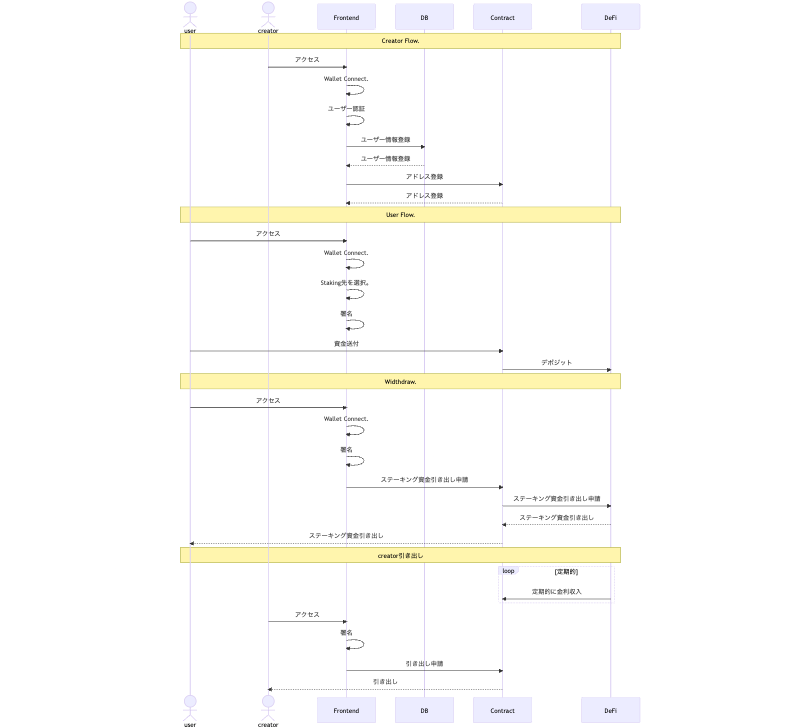 user
creator
Frontend
DB
Contract
DeFi
Creator Flow.
アクセス
Wallet Connect.
ユーザー認証
ユーザー情報登録
ユーザー情報登録
アドレス登録
アドレス登録
User Flow.
アクセス
Wallet Connect.
Staking先を選択。
署名
資金送付
デポジット
Widthdraw.
アクセス
Wallet Connect.
署名
ステーキング資金引き出し申請
ステーキング資金引き出し申請
ステーキング資金引き出し
ステーキング資金引き出し
creator引き出し
loop
[定期的]
定期的に金利収入
アクセス
署名
引き出し申請
引き出し
user
creator
Frontend
DB
Contract
DeFi